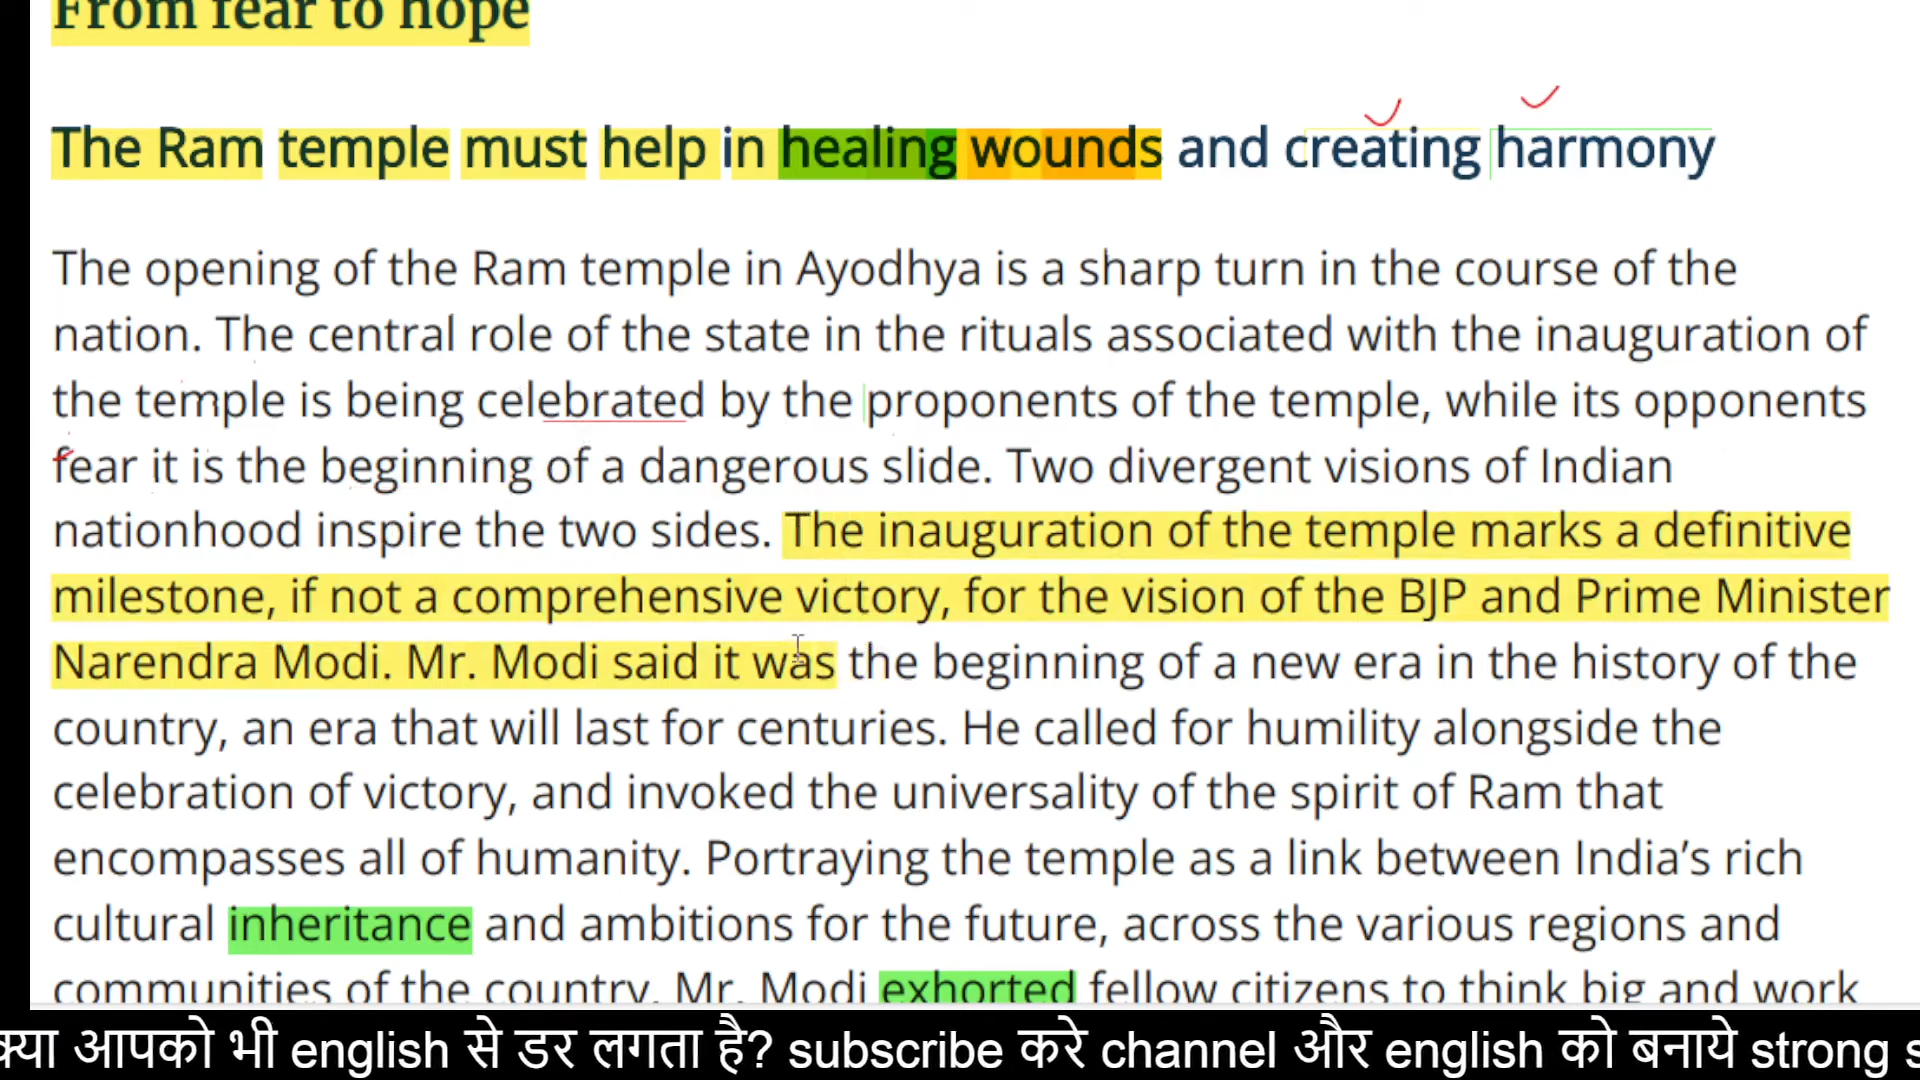 From fear to hope
The Ram temple must help in healing wounds and creating harmony
The opening of the Ram temple in Ayodhya is a sharp turn in the course of the
nation. The central role of the state in the rituals associated with the inauguration of
the temple is being celebrated by the proponents of the temple, while its opponents
fear it is the beginning of a dangerous slide. Two divergent visions of Indian
nationhood inspire the two sides. The inauguration of the temple marks a definitive
milestone, if not a comprehensive victory, for the vision of the BJP and Prime Minister
Narendra Modi. Mr. Modi said it was the beginning of a new era in the history of the
country, an era that will last for centuries. He called for humility alongside the
celebration of victory, and invoked the universality of the spirit of Ram that
encompasses all of humanity. Portraying the temple as a link between India’s rich
cultural inheritance and ambitions for the future, across the various regions and
communities of the country, Mr. Modi exhorted fellow citizens to think big and work
क्या आपको भी english से डर लगता है? subscribe करे channel और english को बनाये strong